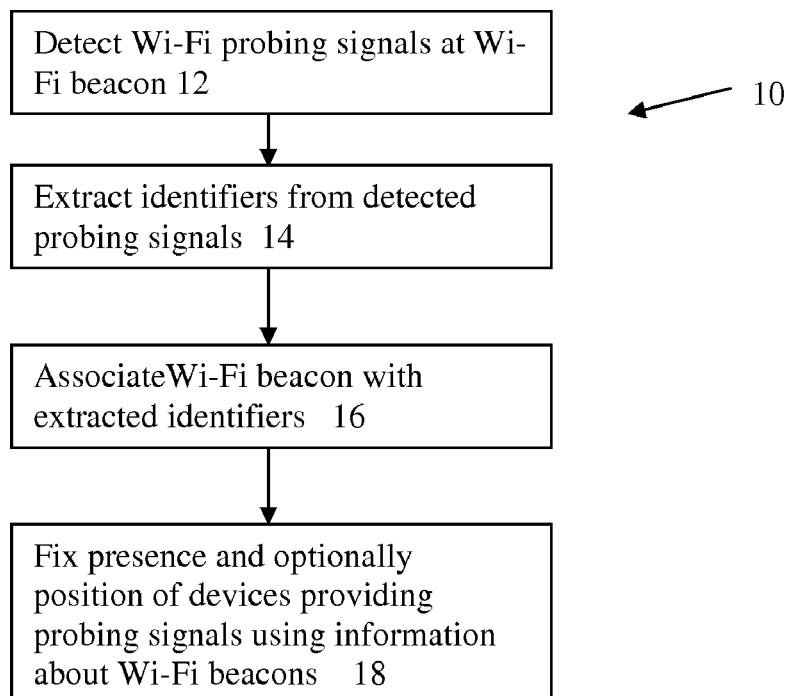 Detect Wi-Fi probing signals at Wi-
Fi beacon 12
10
Extract identifiers from detected
probing signals 14
AssociateWi-Fi beacon with
extracted identifiers 16
Fix presence and optionally
position of devices providing
probing signals using information
about Wi-Fi beacons 18